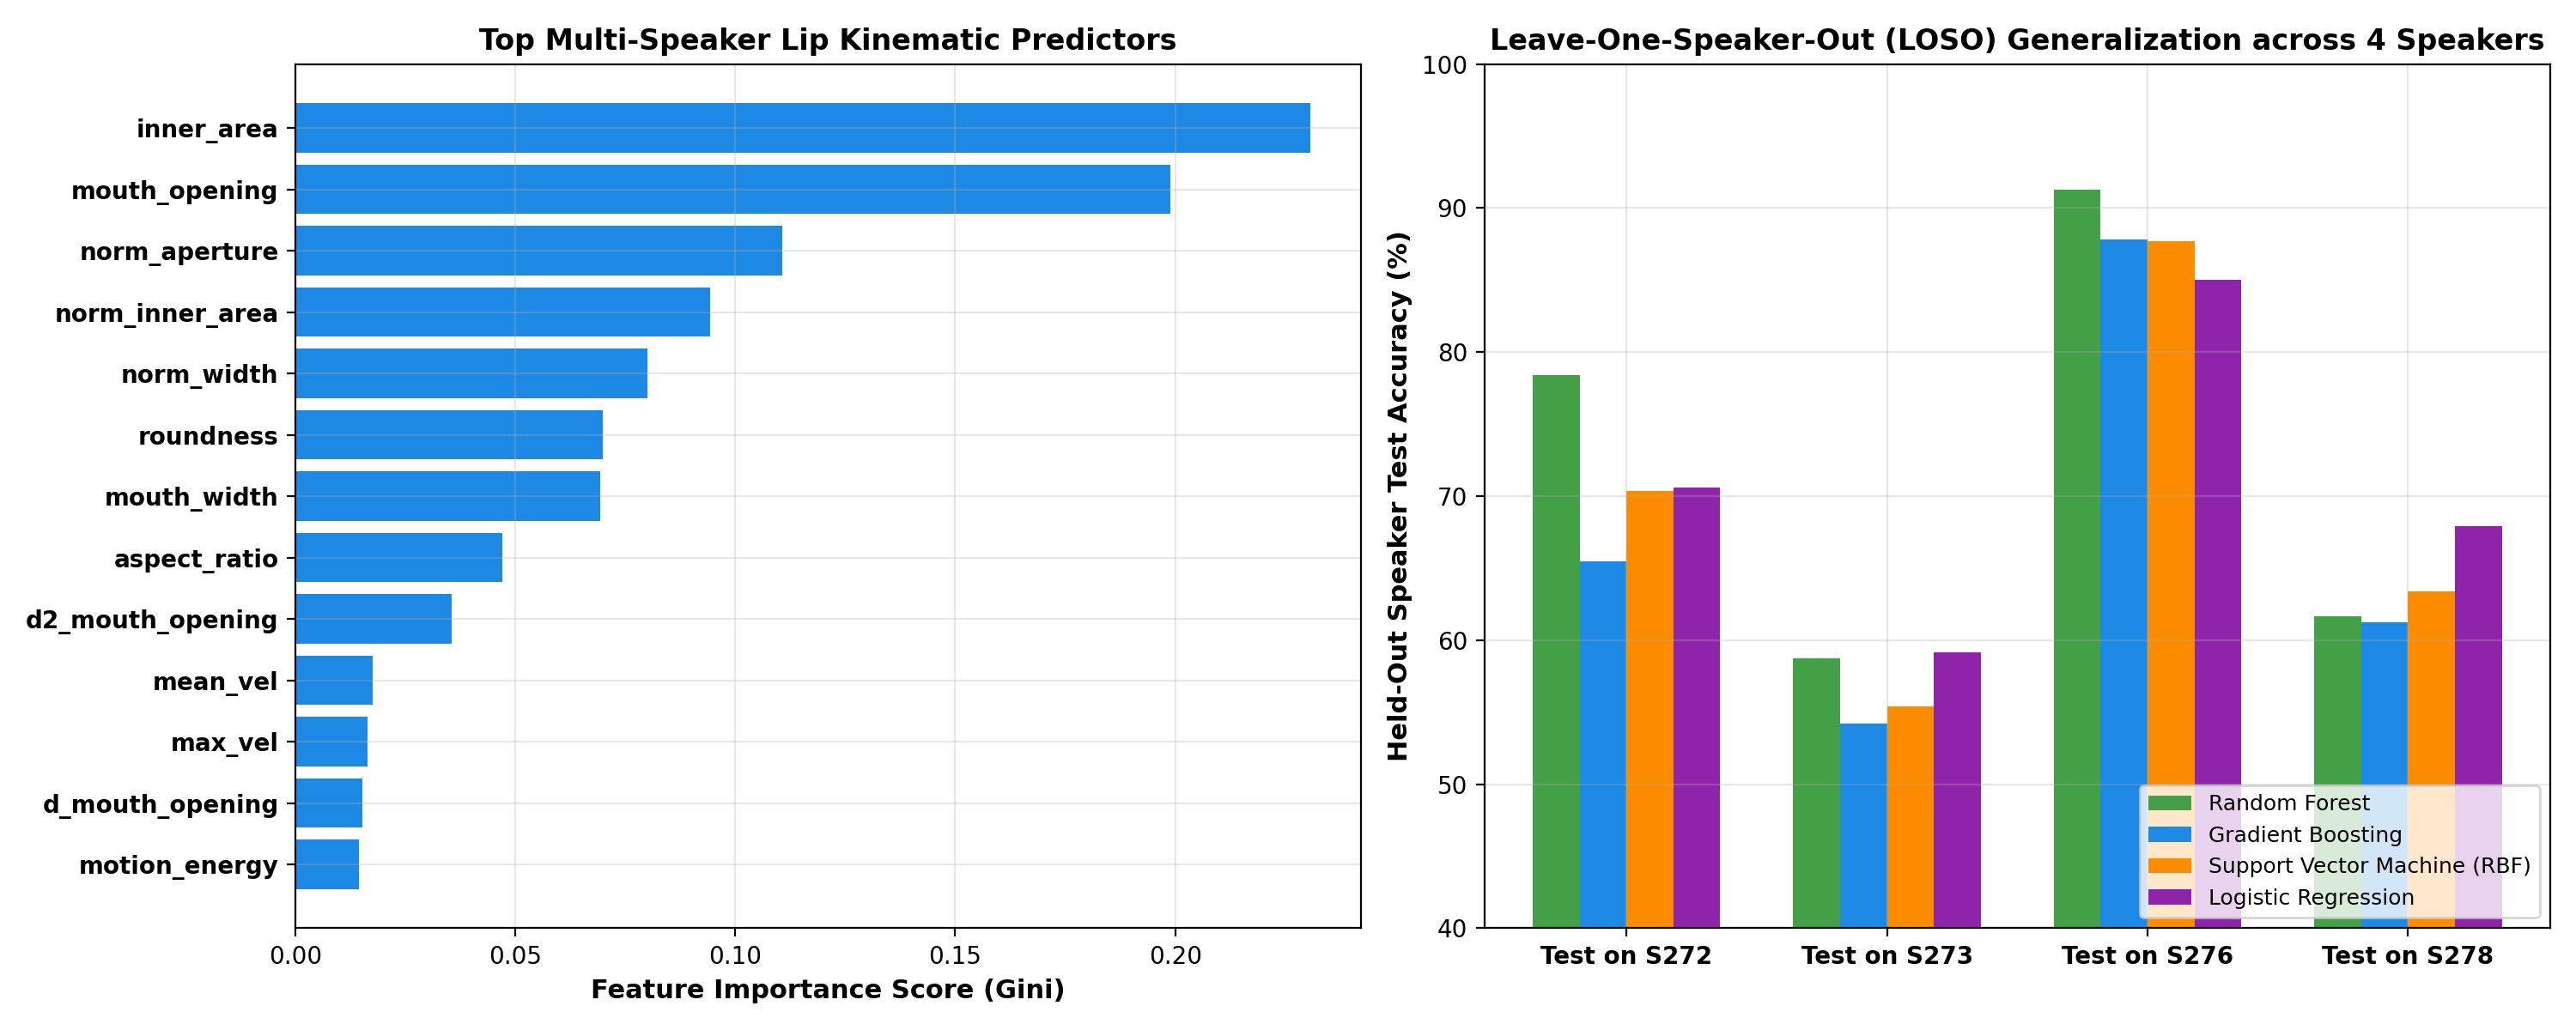 Top Multi-Speaker Lip Kinematic Predictors
inner_area
mouth_opening
norm_aperture
norm_inner_area
norm_width
roundness
mouth_width
aspect_ratio
d2_mouth_opening
mean_vel
max_vel
d_mouth_opening
motion_energy
0.00 0.05 0.10 0.15 0.20
Feature Importance Score (Gini)
Leave-One-Speaker-Out (LOSO) Generalization across 4 Speakers
Held-Out Speaker Test Accuracy (%)
100
90
80
70
60
50
40
Random Forest
Gradient Boosting
Support Vector Machine (RBF)
Logistic Regression
Test on S272 Test on S273 Test on S276 Test on S278